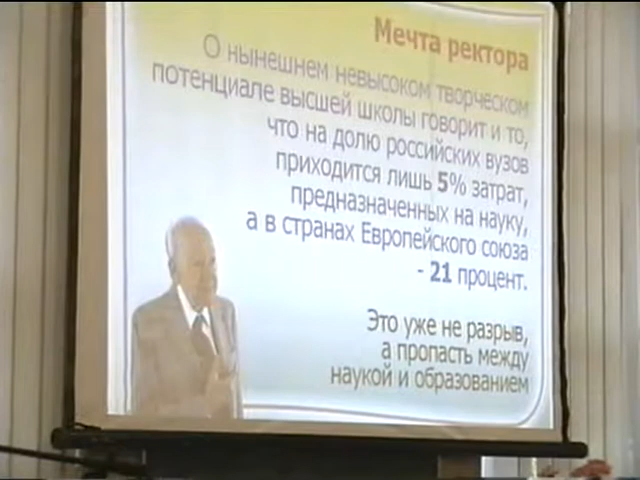 Мечта ректора
О нынешнем невысоком творческом
потенциале высшей школы говорит и то,
что на долю российских вузов
приходится лишь 5% затрат,
предназначенных на науку,
а в странах Европейского союза
- 21 процент.
Это уже не разрыв,
а пропасть между
наукой и образованием